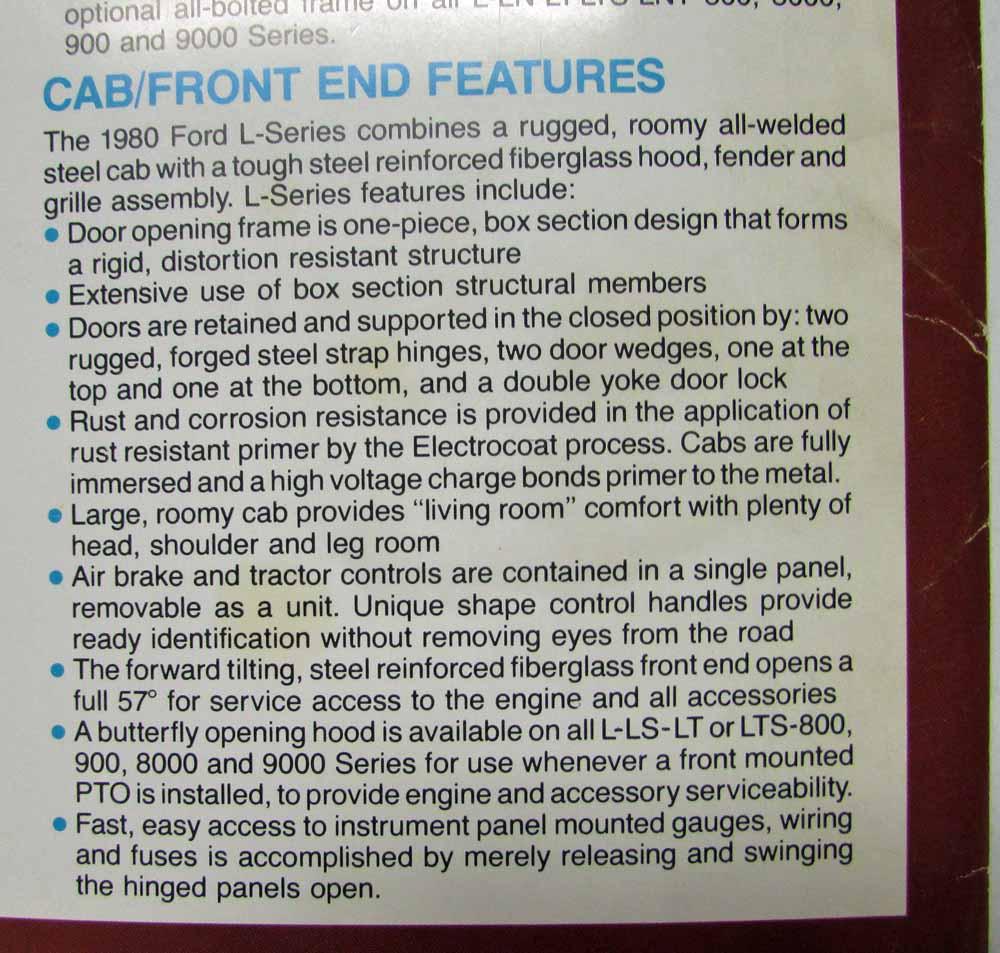 optional all-bolted frame on all
900 and 9000 Series.
CAB/FRONT END FEATURES
The 1980 Ford L-Series combines a rugged, roomy all-welded
steel cab with a tough steel reinforced fiberglass hood, fender and
grille assembly. L-Series features include:
• Door opening frame is one-piece, box section design that forms
a rigid, distortion resistant structure
• Extensive use of box section structural members
• Doors are retained and supported in the closed position by: two
rugged, forged steel strap hinges, two door wedges, one at the
top and one at the bottom, and a double yoke door lock
• Rust and corrosion resistance is provided in the application of
rust resistant primer by the Electrocoat process. Cabs are fully
immersed and a high voltage charge bonds primer to the metal.
• Large, roomy cab provides “living room” comfort with plenty of
head, shoulder and leg room
• Air brake and tractor controls are contained in a single panel,
removable as a unit. Unique shape control handles provide
ready identification without removing eyes from the road
• The forward tilting, steel reinforced fiberglass front end opens a
full 57° for service access to the engine and all accessories
• A butterfly opening hood is available on all L-LS-LT or LTS-800,
900, 8000 and 9000 Series for use whenever a front mounted
PTO is installed, to provide engine and accessory serviceability.
• Fast, easy access to instrument panel mounted gauges, wiring
and fuses is accomplished by merely releasing and swinging
the hinged panels open.